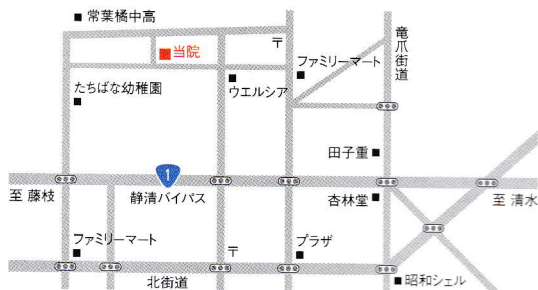 常葉橘中高
当院
〒
ファミリーマート
竜爪街道
たちばな幼稚園
ウエルシア
田子重
1
至 藤枝
静清バイパス
杏林堂
至 清水
ファミリーマート
〒
プラザ
北街道
昭和シェル